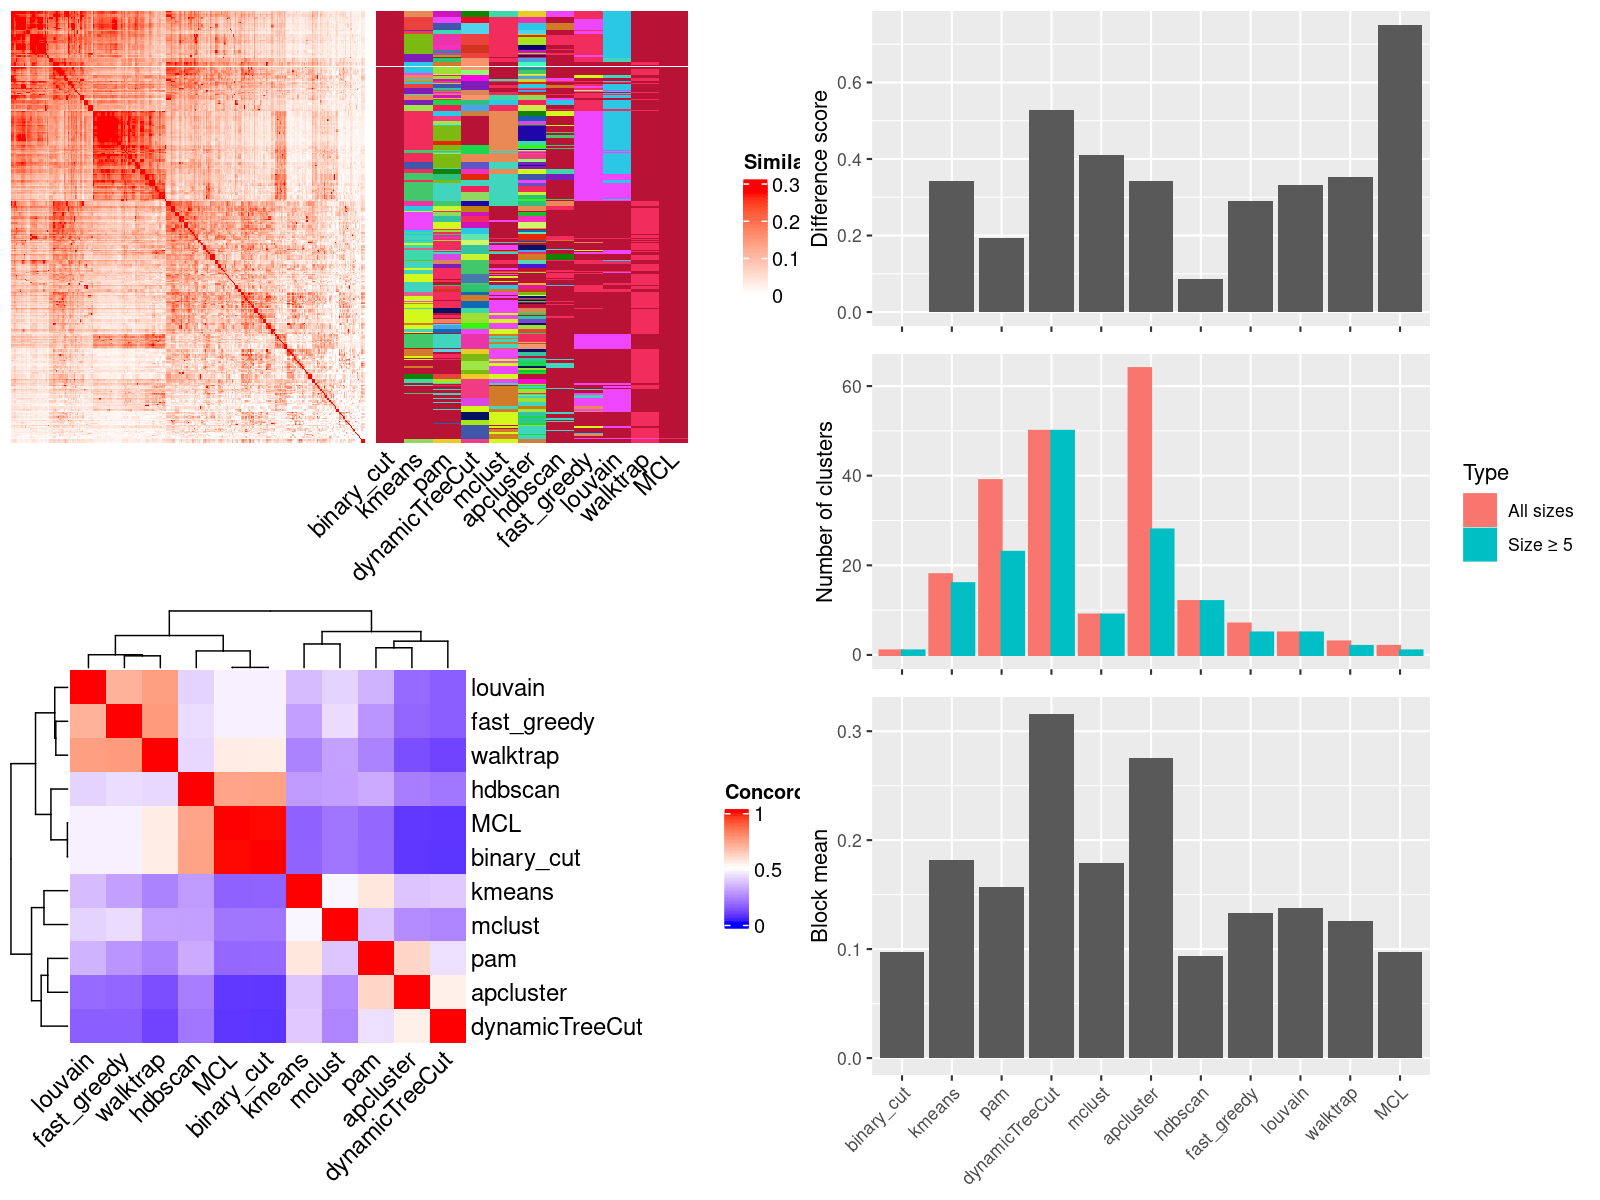 Simila
0.3
0.2
0.1
0
binary_cut
kmeans
pam
dynamicTreeCut
mclust
apcluster
hdbscan
fast_greedy
louvain
walktrap
MCL
louvain
fast_greedy
walktrap
hdbscan
MCL
binary_cut
kmeans
mclust
pam
apcluster
dynamicTreeCut
louvain
fast_greedy
walktrap
hdbscan
MCL
binary_cut
kmeans
mclust
pam
apcluster
dynamicTreeCut
Concord
1
0.5
0
Difference score
0.6
0.4
0.2
0.0
Number of clusters
60
40
20
0
Type
All sizes
Size ≥ 5
Block mean
0.3
0.2
0.1
0.0
binary_cut
kmeans
pam
dynamicTreeCut
mclust
apcluster
hdbscan
fast_greedy
louvain
walktrap
MCL